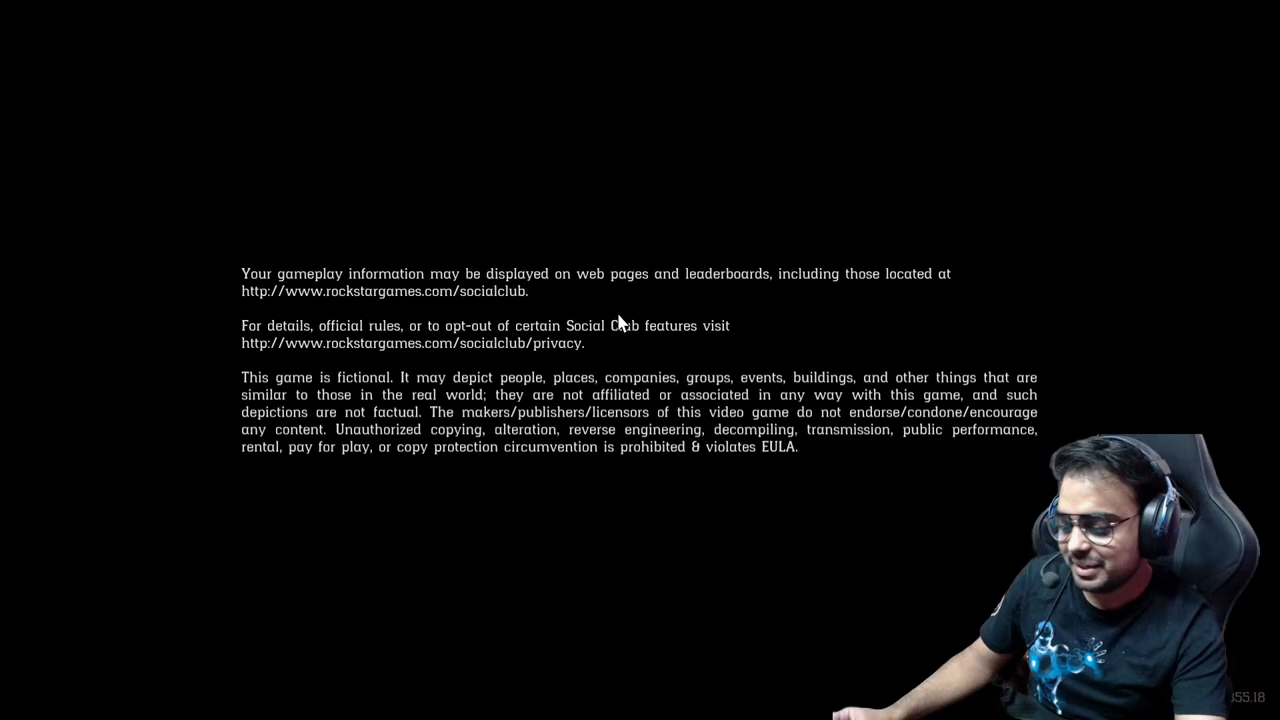 Your gameplay information may be displayed on web pages and leaderboards, including those located at
http://www.rockstargames.com/socialclub.
For details, official rules, or to opt-out of certain Social Club features visit
http://www.rockstargames.com/socialclub/privacy.
This game is fictional. It may depict people, places, companies, groups, events, buildings, and other things that are
similar to those in the real world; they are not affiliated or associated in any way with this game, and such
depictions are not factual. The makers/publishers/licensors of this video game do not endorse/condone/encourage
any content. Unauthorized copying, alteration, reverse engineering, decompiling, transmission, public performance,
rental, pay for play, or copy protection circumvention is prohibited & violates EULA.